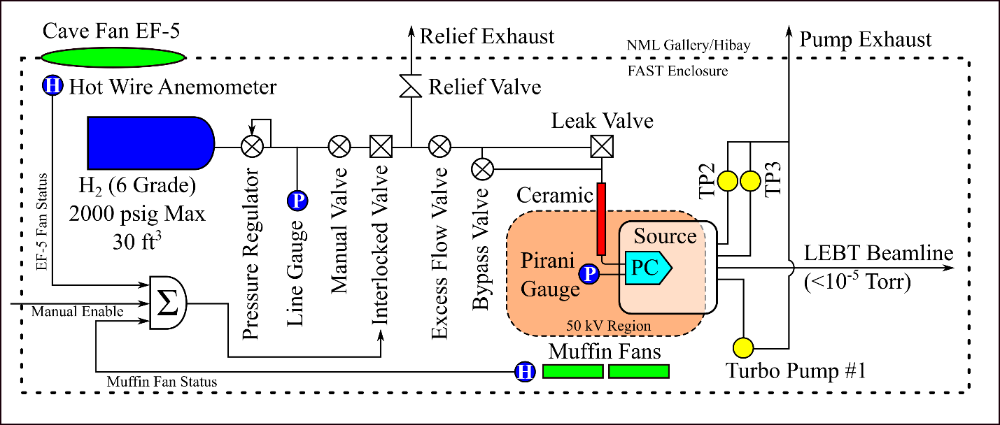 Cave Fan EF-5
Relief Exhaust
NML Gallery/Hibay
Pump Exhaust
FAST Enclosure
H
Hot Wire Anemometer
Relief Valve
Leak Valve
H₂ (6 Grade)
2000 psig Max
30 ft³
EF-5 Fan Status
Pressure Regulator
P
Line Gauge
Manual Valve
Interlocked Valve
Excess Flow Valve
Bypass Valve
Ceramic
TP2
TP3
Source
PC
Pirani
Gauge
P
50 kV Region
LEBT Beamline
(<10⁻⁵ Torr)
Manual Enable
Σ
Muffin Fans
H
Muffin Fan Status
Turbo Pump #1